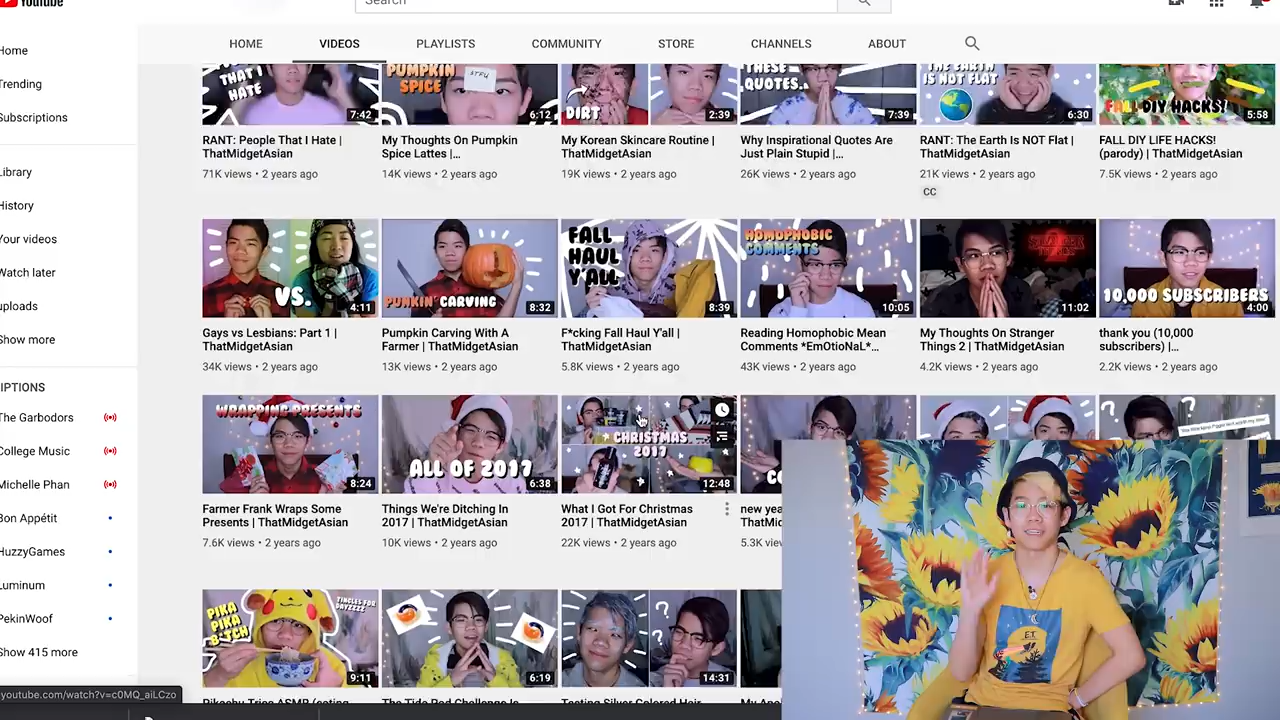 YouTube
Search
HOME
VIDEOS
PLAYLISTS
COMMUNITY
STORE
CHANNELS
ABOUT
Home
Trending
Subscriptions
Library
History
Your videos
Watch later
uploads
Show more
IPTIONS
The Garbodors
College Music
Michelle Phan
Bon Appétit
HuzzyGames
Luminum
PekinWoof
Show 415 more
THAT I
HATE
7:42
PUMPKIN
SPICE
6:12
DIRT
2:39
THESE
QUOTES..
7:39
THE EARTH
IS NOT FLAT
6:30
FALL DIY HACKS!
5:58
RANT: People That I Hate |
ThatMidgetAsian
71K views • 2 years ago
My Thoughts On Pumpkin
Spice Lattes |...
14K views • 2 years ago
My Korean Skincare Routine |
ThatMidgetAsian
19K views • 2 years ago
Why Inspirational Quotes Are
Just Plain Stupid |...
26K views • 2 years ago
RANT: The Earth Is NOT Flat |
ThatMidgetAsian
21K views • 2 years ago
CC
FALL DIY LIFE HACKS!
(parody) | ThatMidgetAsian
7.5K views • 2 years ago
VS.
4:11
PUNKIN' CARVING
8:32
FALL
HAUL
Y'ALL
8:39
HOMOPHOBIC
COMMENTS
10:05
STRANGER
THINGS
11:02
10,000 SUBSCRIBERS
4:00
Gays vs Lesbians: Part 1 |
ThatMidgetAsian
34K views • 2 years ago
Pumpkin Carving With A
Farmer | ThatMidgetAsian
13K views • 2 years ago
F*cking Fall Haul Y'all |
ThatMidgetAsian
5.8K views • 2 years ago
Reading Homophobic Mean
Comments *EmOtioNaL*...
43K views • 2 years ago
My Thoughts On Stranger
Things 2 | ThatMidgetAsian
4.2K views • 2 years ago
thank you (10,000
subscribers) |...
2.2K views • 2 years ago
WRAPPING PRESENTS
8:24
ALL OF 2017
6:38
CHRISTMAS
2017
12:48
Farmer Frank Wraps Some
Presents | ThatMidgetAsian
7.6K views • 2 years ago
Things We're Ditching In
2017 | ThatMidgetAsian
10K views • 2 years ago
What I Got For Christmas
2017 | ThatMidgetAsian
22K views • 2 years ago
new yea
ThatMid
5.3K vie
PIKA
PIKA
B*TCH
TINGLES FOR
DAYZZZZ
9:11
6:19
14:31
E.T.
youtube.com/watch?v=c0MQ_aiLCzo